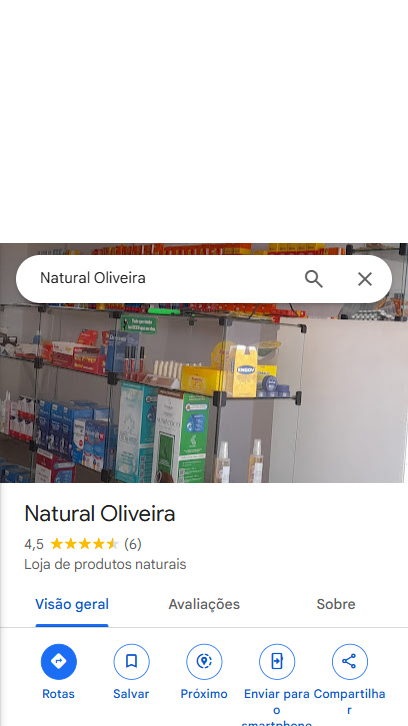 Natural Oliveira
Natural Oliveira
4,5 (6)
Loja de produtos naturais
Visão geral
Avaliações
Sobre
Rotas
Salvar
Próximo
Enviar para o smartphone
Compartilhar